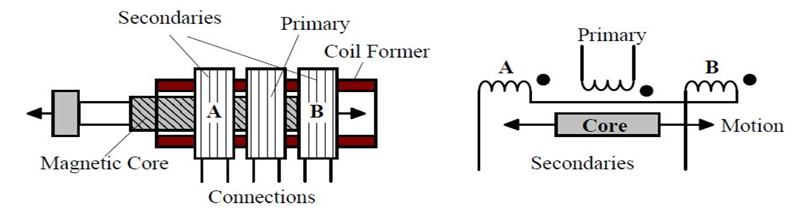 Secondaries
Primary
Coil Former
A
B
Magnetic Core
Connections
Primary
A
B
Core
Motion
Secondaries